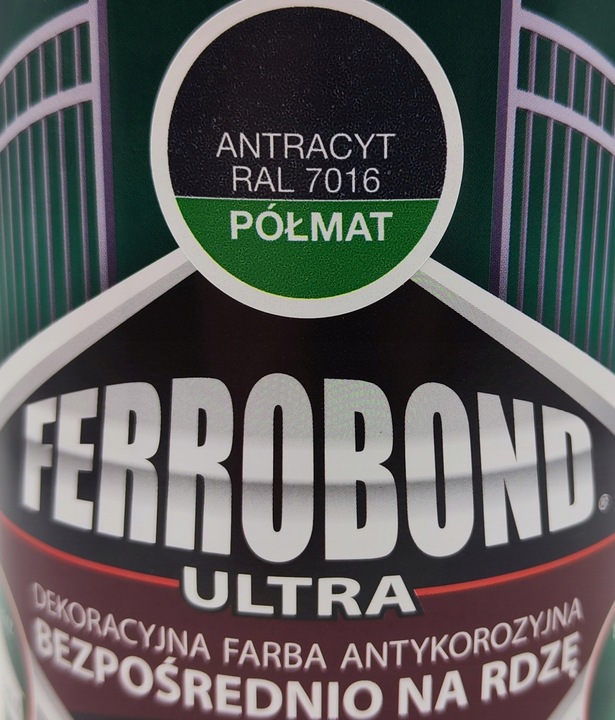 ANTRACYT
RAL 7016
PÓŁMAT
FERROBOND®
ULTRA
DEKORACYJNA FARBA ANTYKOROZYJNA
BEZPOŚREDNIO NA RDZĘ